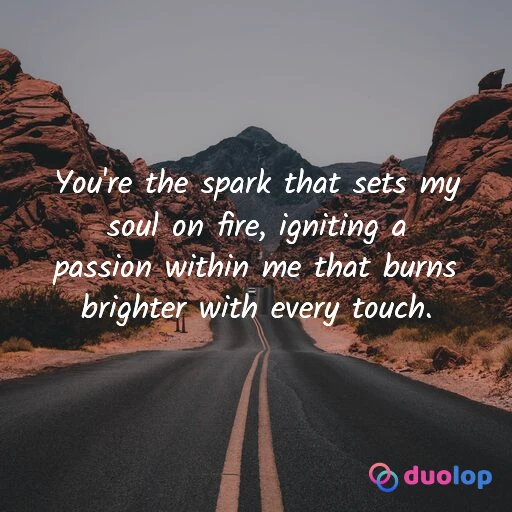 You're the spark that sets my
soul on fire, igniting a
passion within me that burns
brighter with every touch.
duolop